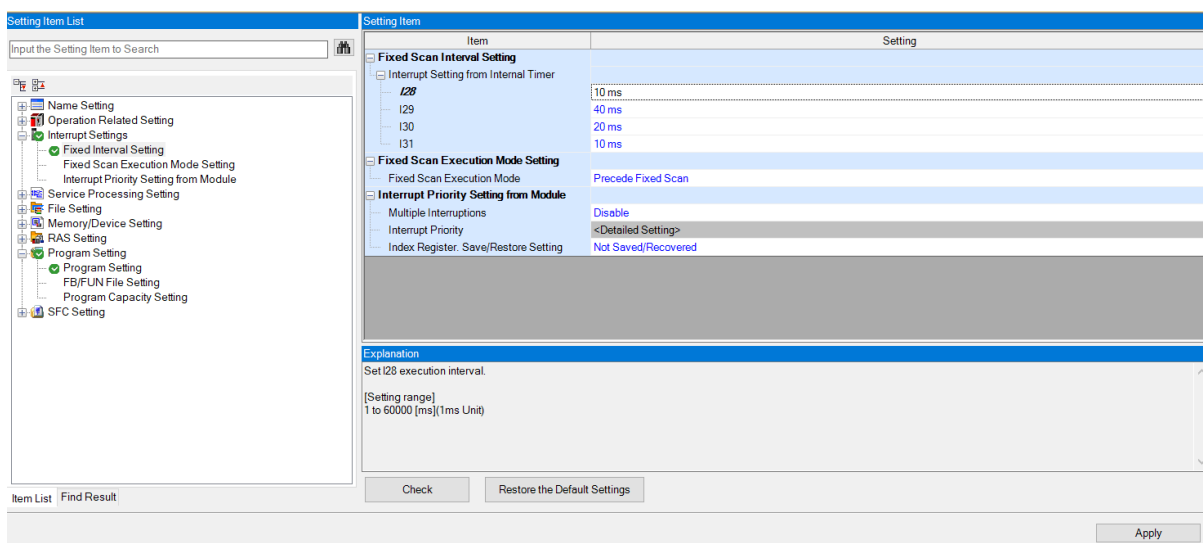 Setting Item List
Input the Setting Item to Search
Name Setting
Operation Related Setting
Interrupt Settings
Fixed Interval Setting
Fixed Scan Execution Mode Setting
Interrupt Priority Setting from Module
Service Processing Setting
File Setting
Memory/Device Setting
RAS Setting
Program Setting
Program Setting
FB/FUN File Setting
Program Capacity Setting
SFC Setting
Item List Find Result
Setting Item
Item Setting
Fixed Scan Interval Setting
Interrupt Setting from Internal Timer
I28 10 ms
I29 40 ms
I30 20 ms
I31 10 ms
Fixed Scan Execution Mode Setting
Fixed Scan Execution Mode Precede Fixed Scan
Interrupt Priority Setting from Module
Multiple Interruptions Disable
Interrupt Priority <Detailed Setting>
Index Register. Save/Restore Setting Not Saved/Recovered
Explanation
Set I28 execution interval.
[Setting range]
1 to 60000 [ms](1ms Unit)
Check Restore the Default Settings
Apply